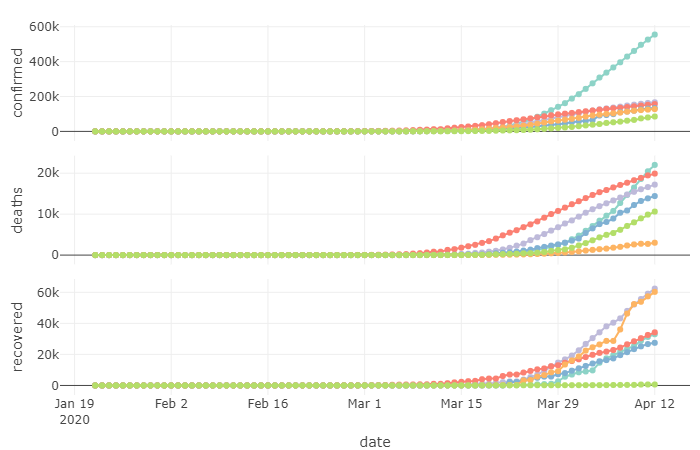 600k
400k
200k
0
confirmed
20k
10k
0
deaths
60k
40k
20k
0
recovered
Jan 19
2020
Feb 2
Feb 16
Mar 1
Mar 15
Mar 29
Apr 12
date